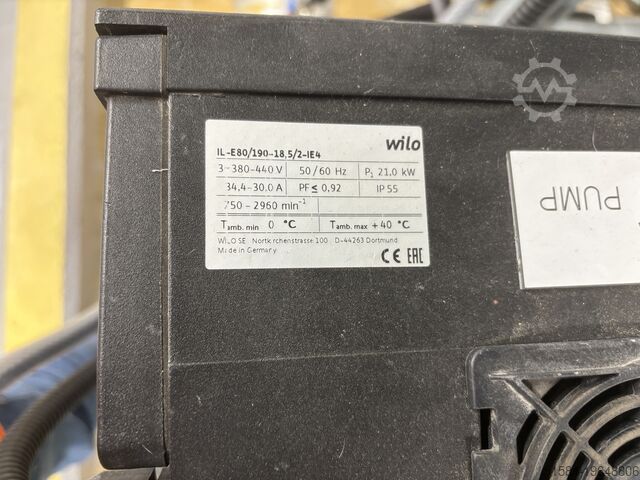 wilo
IL-E80/190-18,5/2-IE4
3~380-440 V 50/60 Hz P₁ 21.0 kW
34,4-30.0 A PF ≤ 0.92 IP 55
750 - 2960 min⁻¹
Tamb. min 0 °C Tamb. max + 40 °C
WILO SE Nortkirchenstrasse 100 D-44263 Dortmund
Made in Germany
CE EAC
PUMP